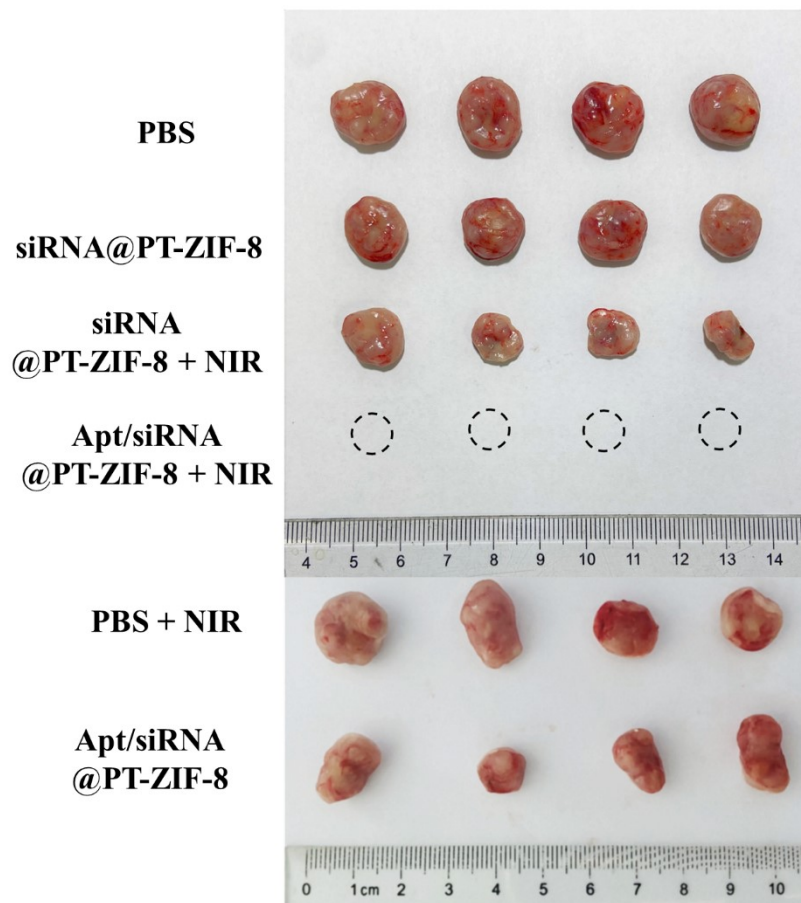 PBS
siRNA@PT-ZIF-8
siRNA
@PT-ZIF-8 + NIR
Apt/siRNA
@PT-ZIF-8 + NIR
4 5 6 7 8 9 10 11 12 13 14
PBS + NIR
Apt/siRNA
@PT-ZIF-8
0 1cm 2 3 4 5 6 7 8 9 10